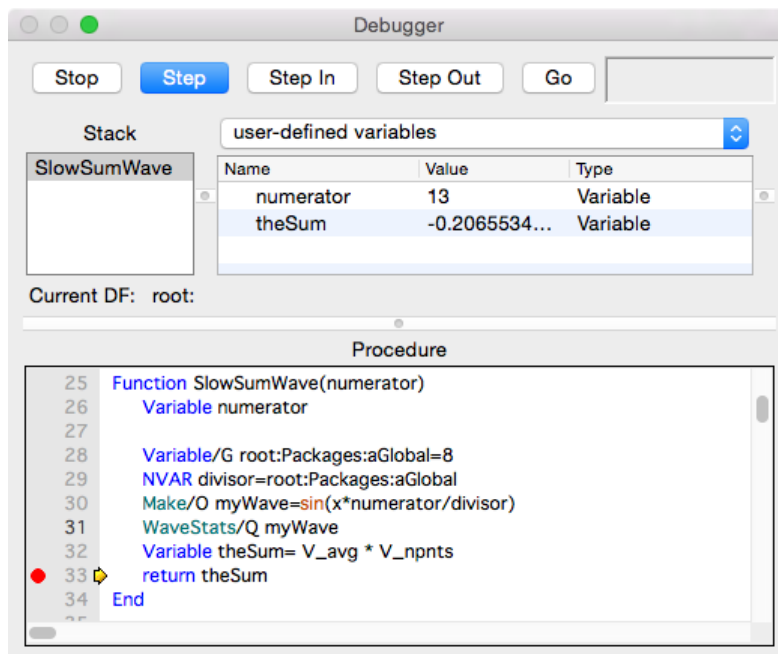 Debugger
Stop Step Step In Step Out Go
Stack user-defined variables
SlowSumWave Name Value Type
numerator 13 Variable
theSum -0.2065534... Variable
Current DF: root:
Procedure
25 Function SlowSumWave(numerator)
26 Variable numerator
27
28 Variable/G root:Packages:aGlobal=8
29 NVAR divisor=root:Packages:aGlobal
30 Make/O myWave=sin(x*numerator/divisor)
31 WaveStats/Q myWave
32 Variable theSum= V_avg * V_npnts
33 return theSum
34 End